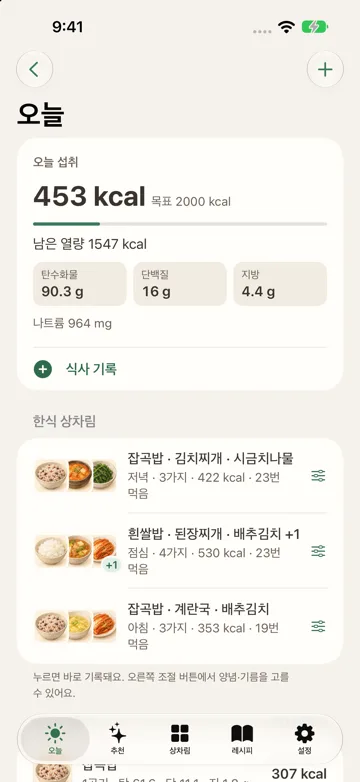 9:41
오늘
오늘 섭취
453 kcal 목표 2000 kcal
남은 열량 1547 kcal
탄수화물 단백질 지방
90.3 g 16 g 4.4 g
나트륨 964 mg
식사 기록
한식 상차림
잡곡밥 · 김치찌개 · 시금치나물
저녁 · 3가지 · 422 kcal · 23번
먹음
흰쌀밥 · 된장찌개 · 배추김치 +1
점심 · 4가지 · 530 kcal · 23번
+1
먹음
잡곡밥 · 계란국 · 배추김치
아침 · 3가지 · 353 kcal · 19번
먹음
누르면 바로 기록돼요. 오른쪽 조절 버튼에서 양념·기름을 고를
수 있어요.
오늘 추천 상차림 레시피 설정
잡곡밥
307 kcal